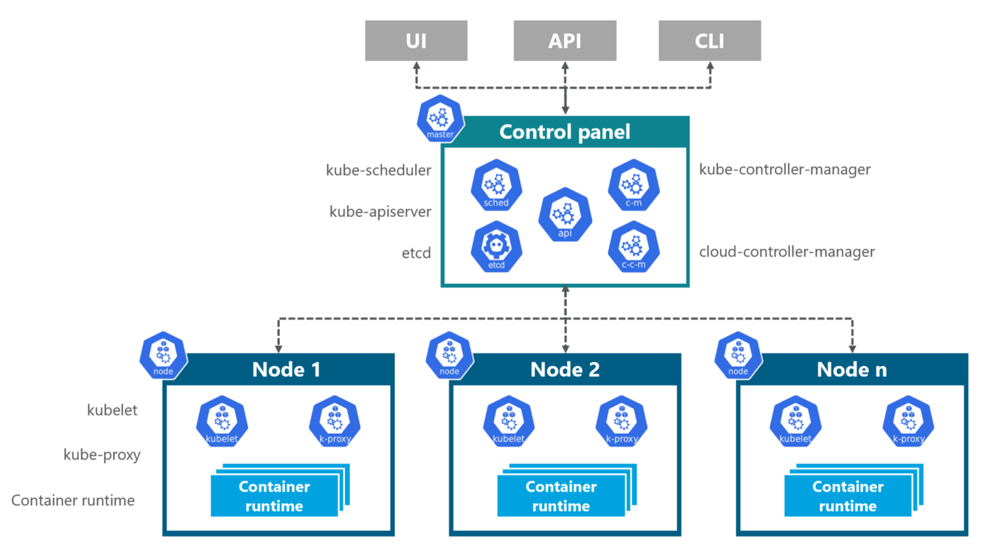 UI
API
CLI
master
Control panel
kube-scheduler
kube-apiserver
etcd
sched
api
etcd
c-m
c-c-m
kube-controller-manager
cloud-controller-manager
node
Node 1
node
Node 2
node
Node n
kubelet
kube-proxy
Container runtime
kubelet
k-proxy
Container
runtime
kubelet
k-proxy
Container
runtime
kubelet
k-proxy
Container
runtime